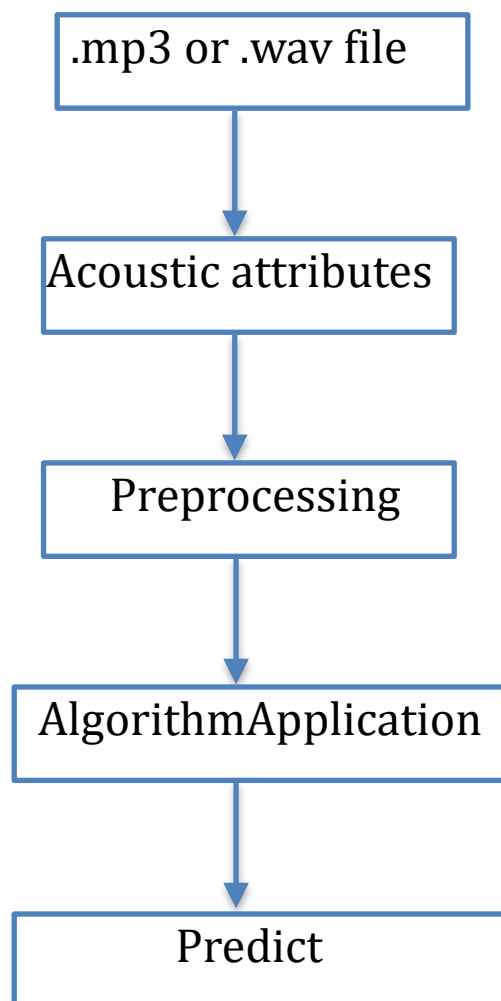 .mp3 or .wav file
Acoustic attributes
Preprocessing
AlgorithmApplication
Predict